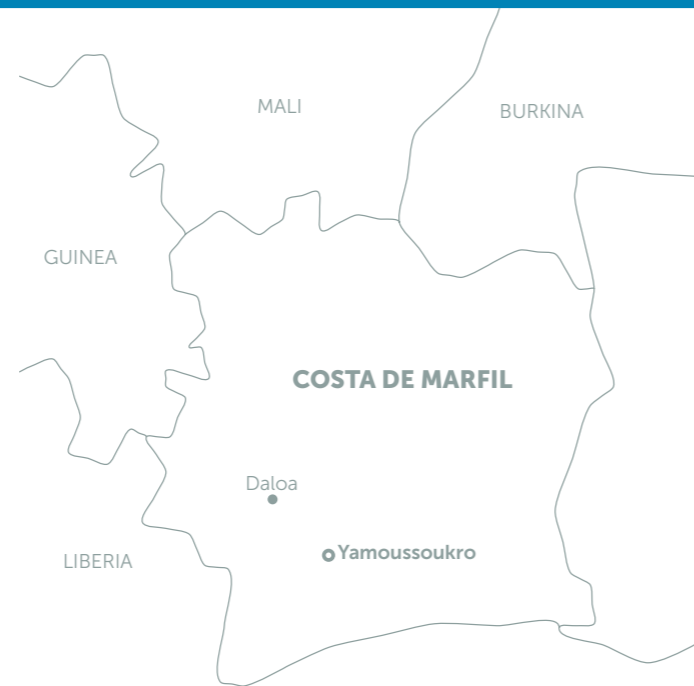 MALI
BURKINA
GUINEA
COSTA DE MARFIL
Daloa
Yamoussoukro
LIBERIA